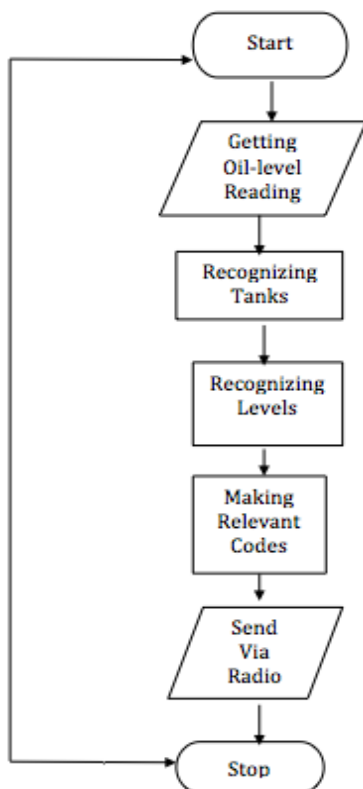 Start
Getting
Oil-level
Reading
Recognizing
Tanks
Recognizing
Levels
Making
Relevant
Codes
Send
Via
Radio
Stop